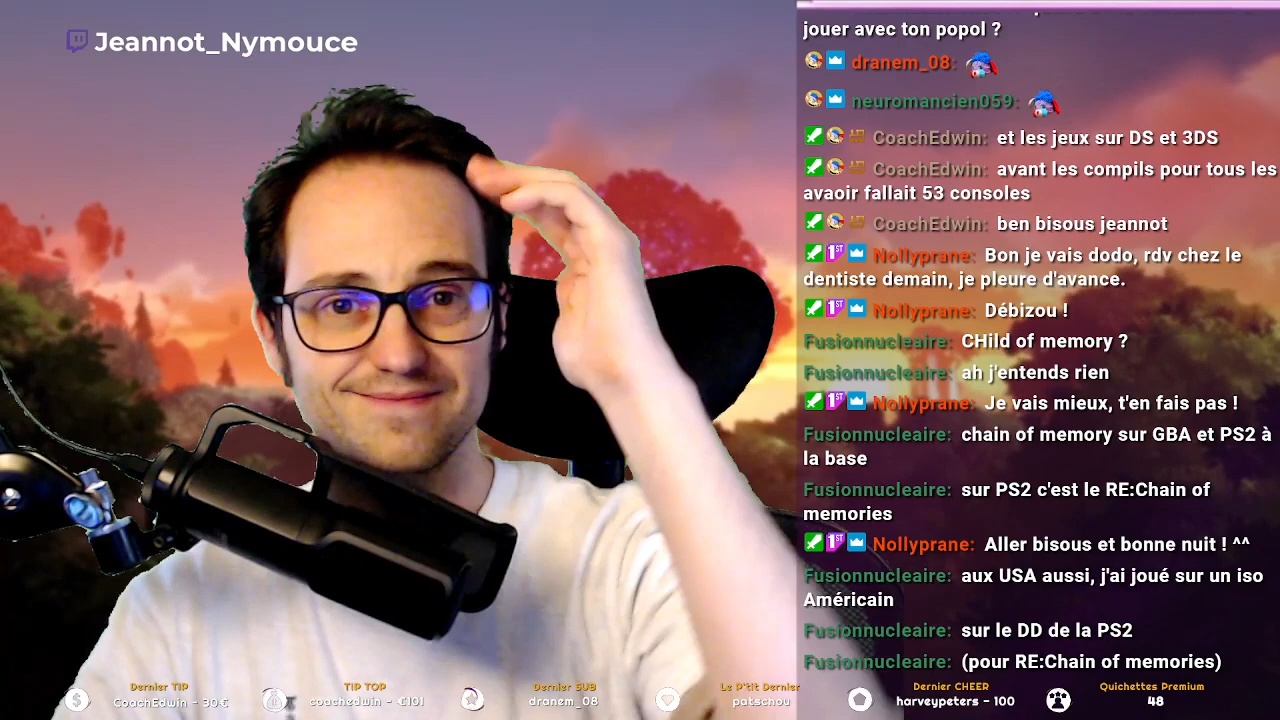 Jeannot_Nymouce
jouer avec ton popol ?
dranem_08:
neuromancien059:
CoachEdwin: et les jeux sur DS et 3DS
CoachEdwin: avant les compils pour tous les
avaoir fallait 53 consoles
CoachEdwin: ben bisous jeannot
1ST Nollyprane: Bon je vais dodo, rdv chez le
dentiste demain, je pleure d'avance.
1ST Nollyprane: Débizou !
Fusionnucleaire: CHild of memory ?
Fusionnucleaire: ah j'entends rien
1ST Nollyprane: Je vais mieux, t'en fais pas !
Fusionnucleaire: chain of memory sur GBA et PS2 à
la base
Fusionnucleaire: sur PS2 c'est le RE:Chain of
memories
1ST Nollyprane: Aller bisous et bonne nuit ! ^^
Fusionnucleaire: aux USA aussi, j'ai joué sur un iso
Américain
Fusionnucleaire: sur le DD de la PS2
Fusionnucleaire: (pour RE:Chain of memories)
Dernier TIP
CoachEdwin - 30€
TIP TOP
coachedwin - €101
Dernier SUB
dranem_08
Le P'tit Dernier
patschou
Dernier CHEER
harveypeters - 100
Quichettes Premium
48